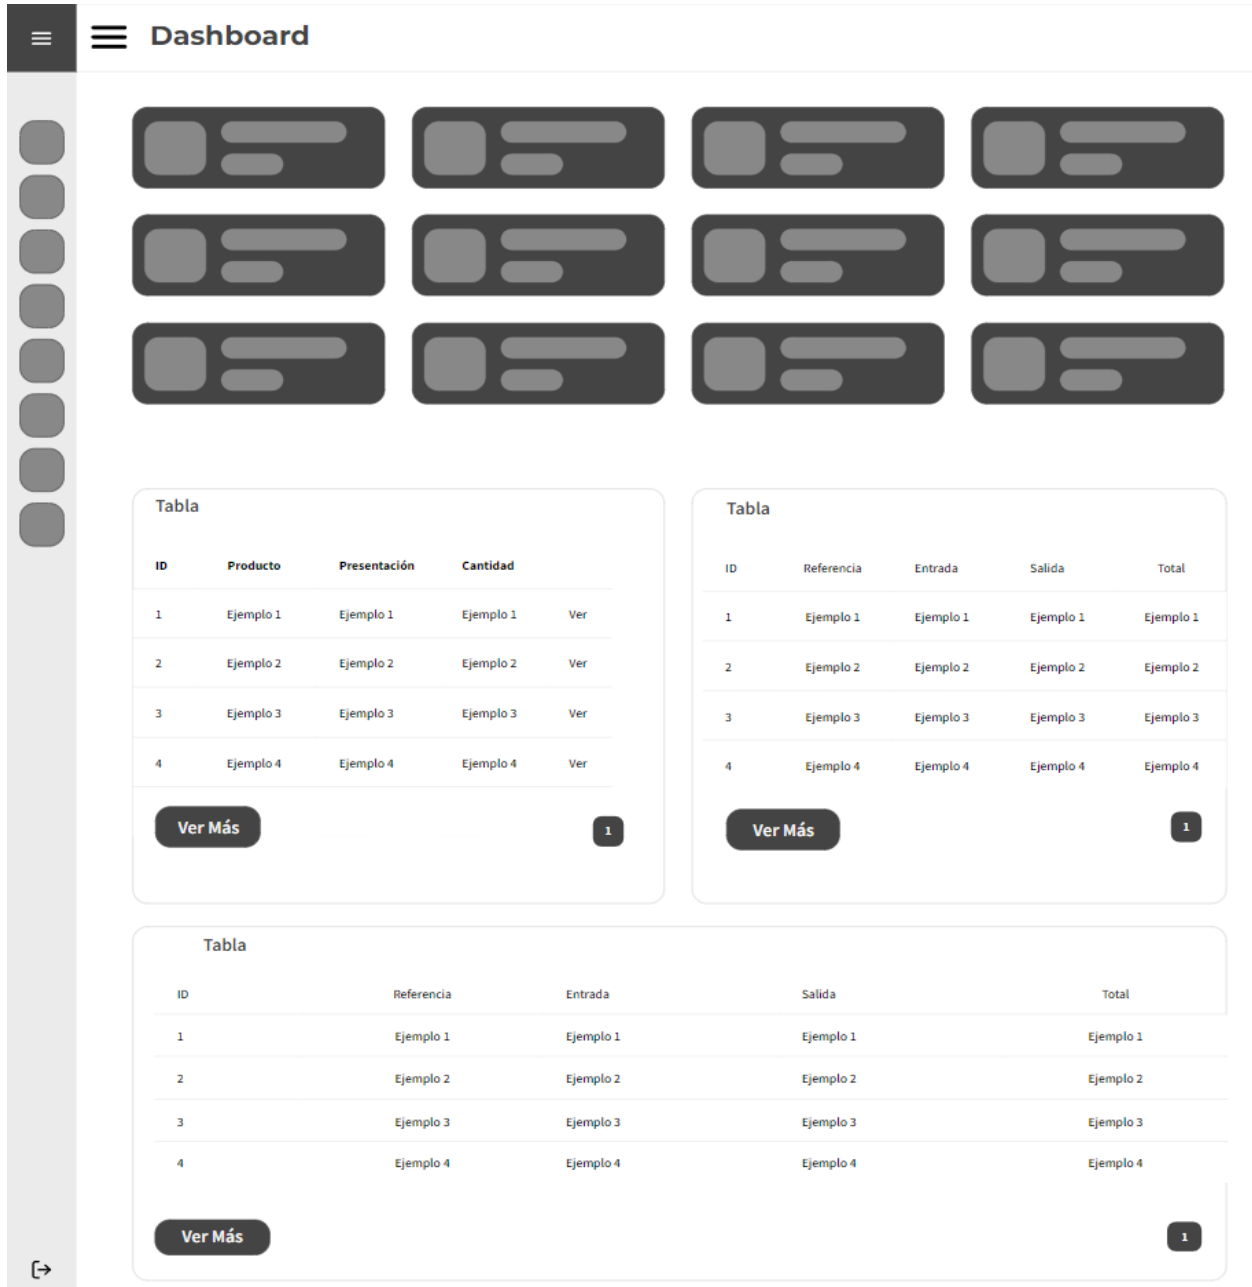 Dashboard
Tabla
ID Producto Presentación Cantidad
1 Ejemplo 1 Ejemplo 1 Ejemplo 1 Ver
2 Ejemplo 2 Ejemplo 2 Ejemplo 2 Ver
3 Ejemplo 3 Ejemplo 3 Ejemplo 3 Ver
4 Ejemplo 4 Ejemplo 4 Ejemplo 4 Ver
Ver Más 1
Tabla
ID Referencia Entrada Salida Total
1 Ejemplo 1 Ejemplo 1 Ejemplo 1 Ejemplo 1
2 Ejemplo 2 Ejemplo 2 Ejemplo 2 Ejemplo 2
3 Ejemplo 3 Ejemplo 3 Ejemplo 3 Ejemplo 3
4 Ejemplo 4 Ejemplo 4 Ejemplo 4 Ejemplo 4
Ver Más 1
Tabla
ID Referencia Entrada Salida Total
1 Ejemplo 1 Ejemplo 1 Ejemplo 1 Ejemplo 1
2 Ejemplo 2 Ejemplo 2 Ejemplo 2 Ejemplo 2
3 Ejemplo 3 Ejemplo 3 Ejemplo 3 Ejemplo 3
4 Ejemplo 4 Ejemplo 4 Ejemplo 4 Ejemplo 4
Ver Más 1